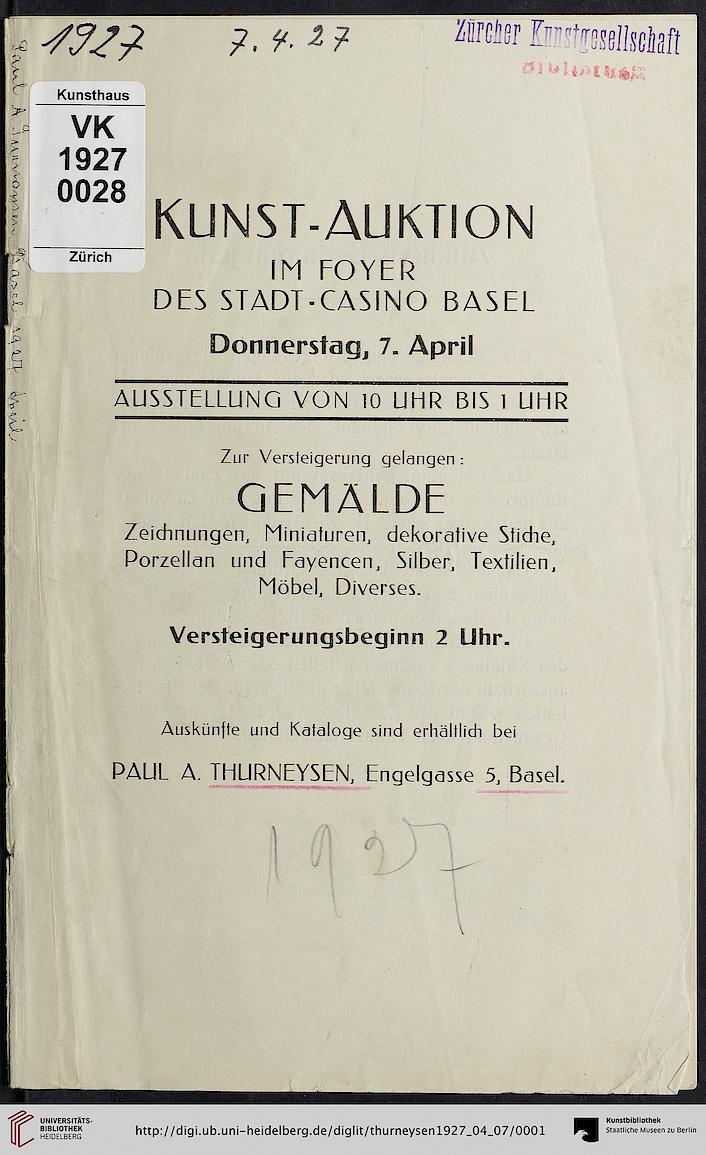 1927
7. 4. 27
Zürcher Kunstgesellschaft
Kunsthaus
VK
1927
0028
Zürich
KUNST-AUKTION
IM FOYER
DES STADT-CASINO BASEL
Donnerstag, 7. April
AUSSTELLUNG VON 10 UHR BIS 1 UHR
Zur Versteigerung gelangen:
GEMÄLDE
Zeichnungen, Miniaturen, dekorative Stiche,
Porzellan und Fayencen, Silber, Textilien,
Möbel, Diverses.
Versteigerungsbeginn 2 Uhr.
Auskünfte und Kataloge sind erhältlich bei
PAUL A. THURNEYSEN, Engelgasse 5, Basel.
1927
UNIVERSITÄTS-
BIBLIOTHEK
HEIDELBERG
http://digi.ub.uni-heidelberg.de/diglit/thurneysen1927_04_07/0001
Kunstbibliothek
Staatliche Museen zu Berlin